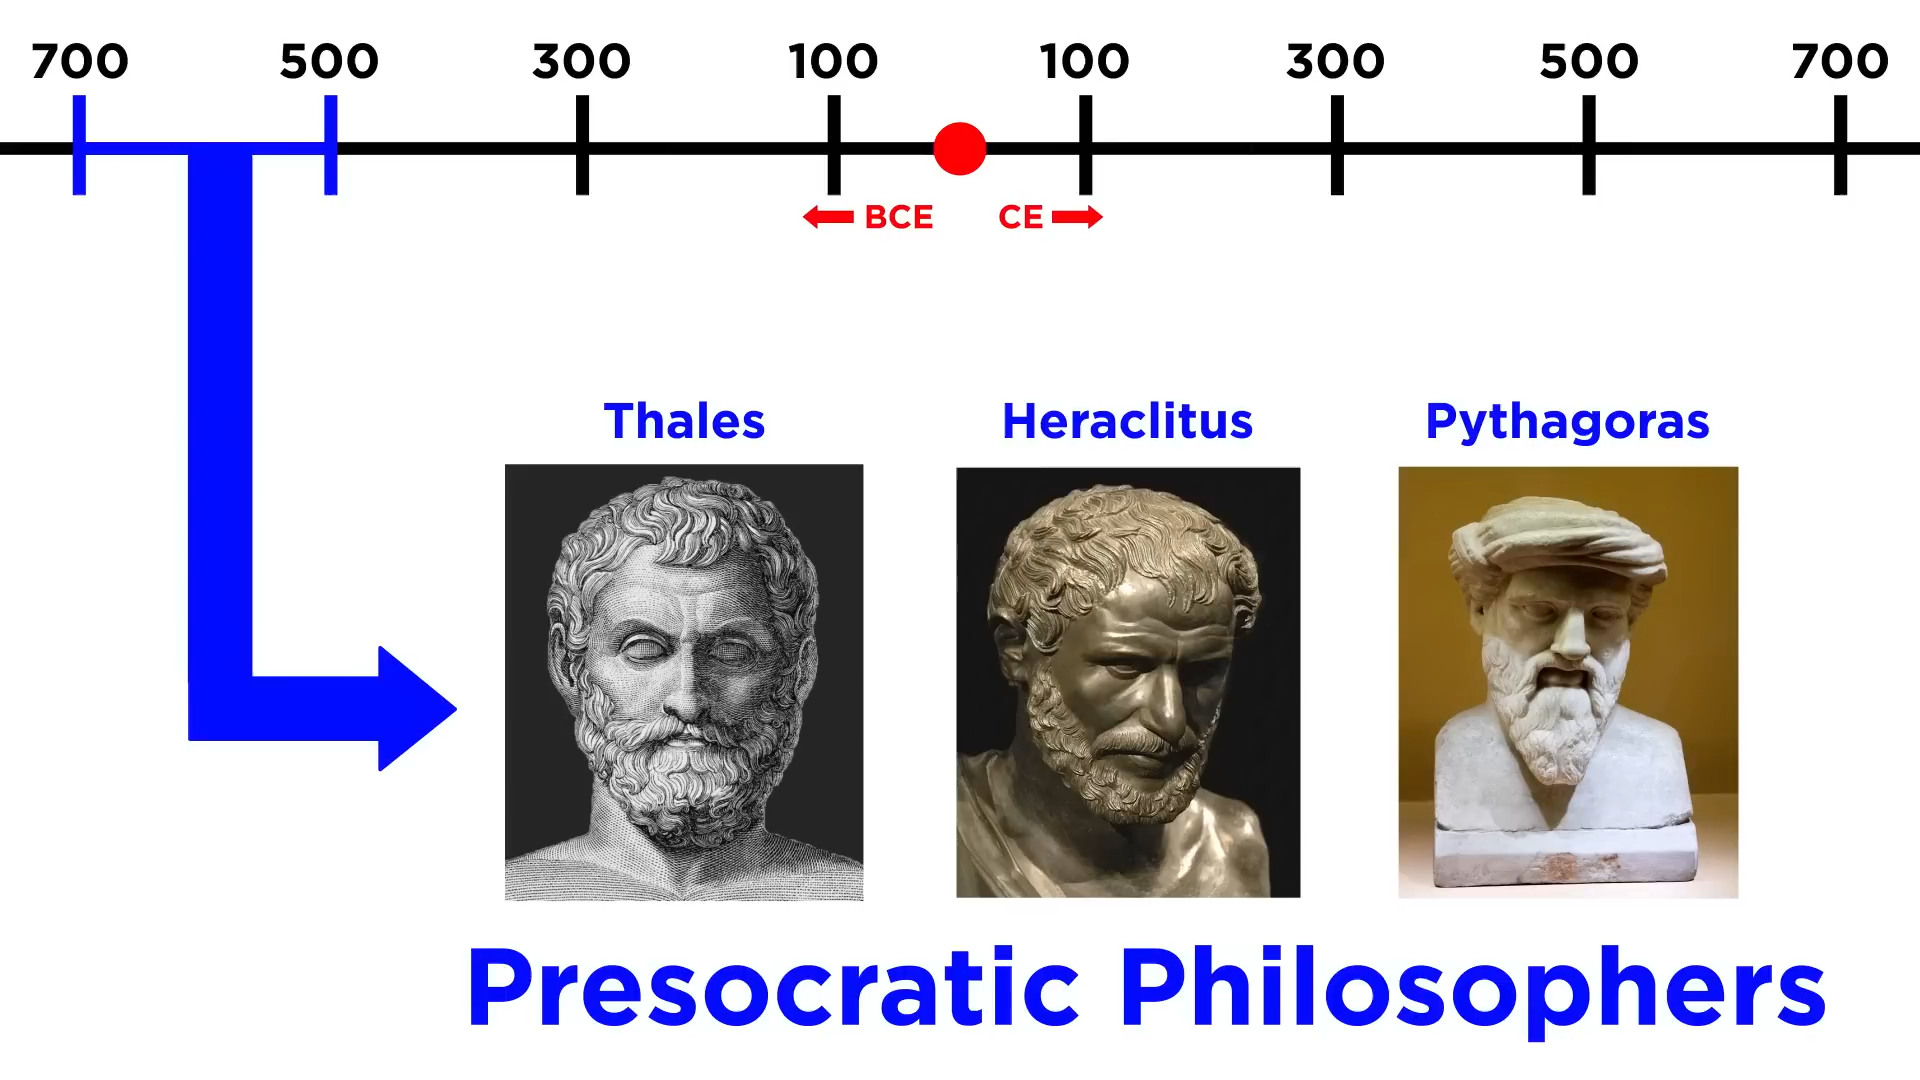 700 500 300 100 100 300 500 700
BCE CE
Thales Heraclitus Pythagoras
Presocratic Philosophers